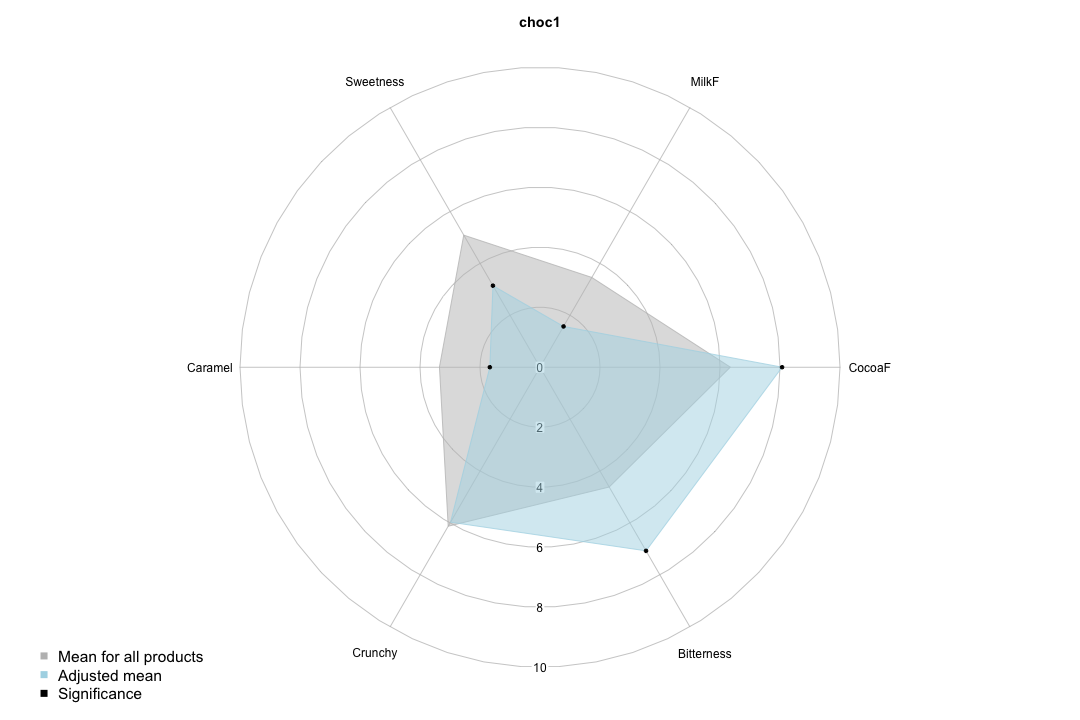 choc1
Sweetness
MilkF
Caramel
0
CocoaF
2
4
6
8
Crunchy
Bitterness
10
Mean for all products
Adjusted mean
Significance